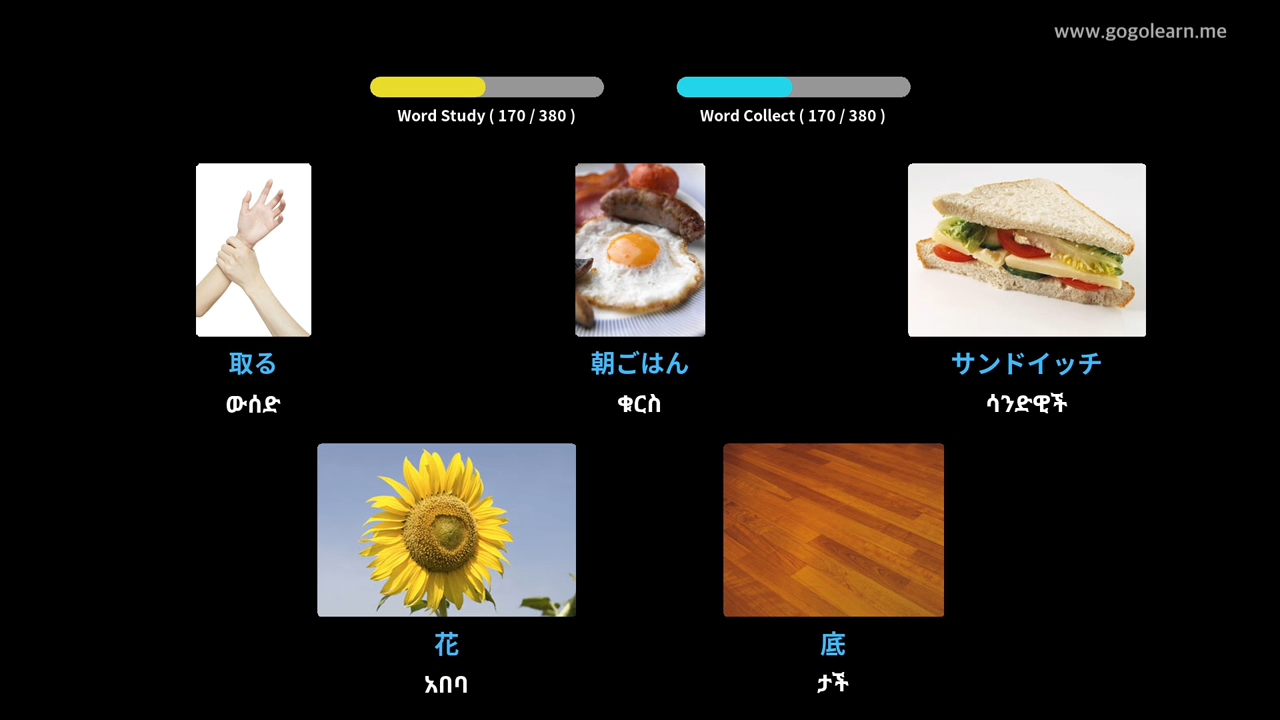 www.gogolearn.me
Word Study ( 170 / 380 )
Word Collect ( 170 / 380 )
取る
ውሰድ
朝ごはん
ቁርስ
サンドイッチ
ሳንድዊች
花
አበባ
底
ታች